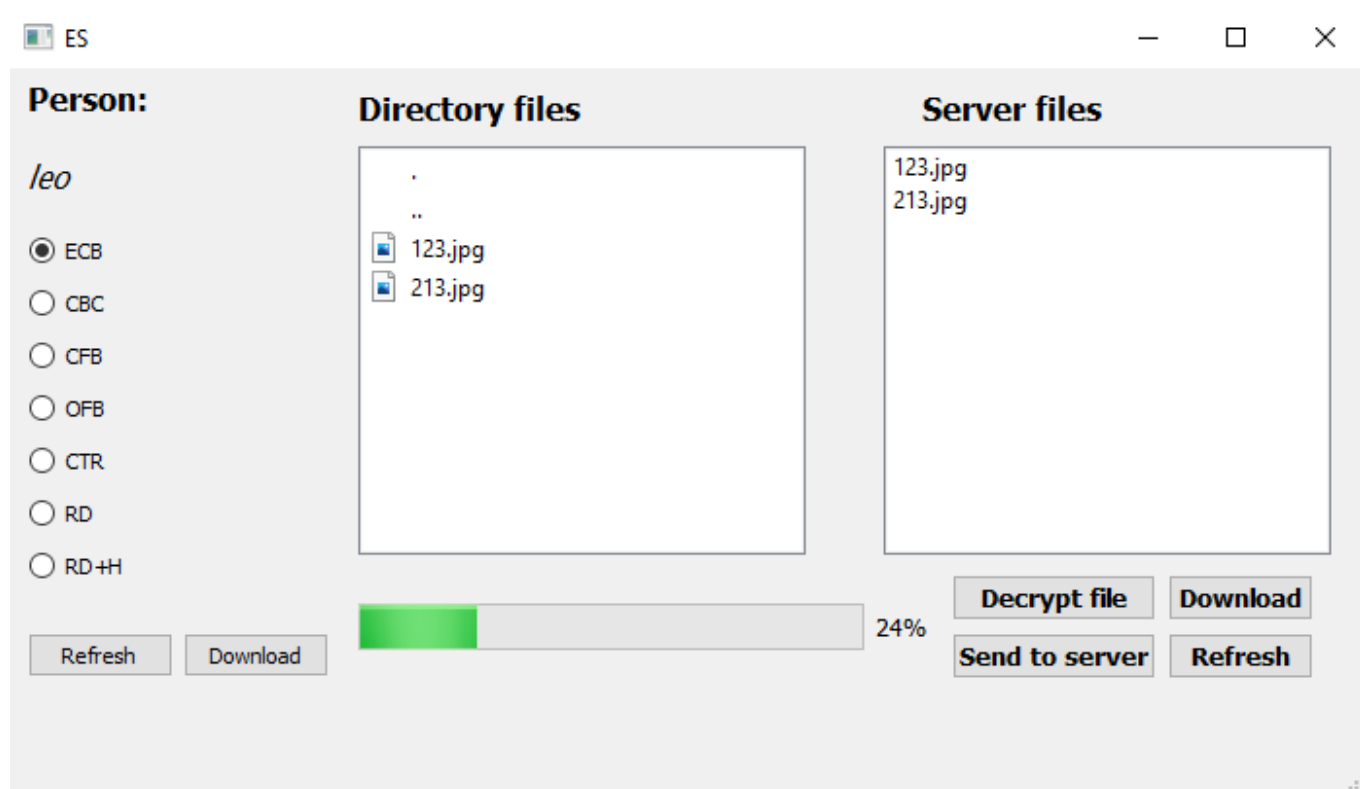 ES
Person:
leo
ECB
CBC
CFB
OFB
CTR
RD
RD+H
Refresh
Download
Directory files
.
..
123.jpg
213.jpg
24%
Server files
123.jpg
213.jpg
Decrypt file
Download
Send to server
Refresh